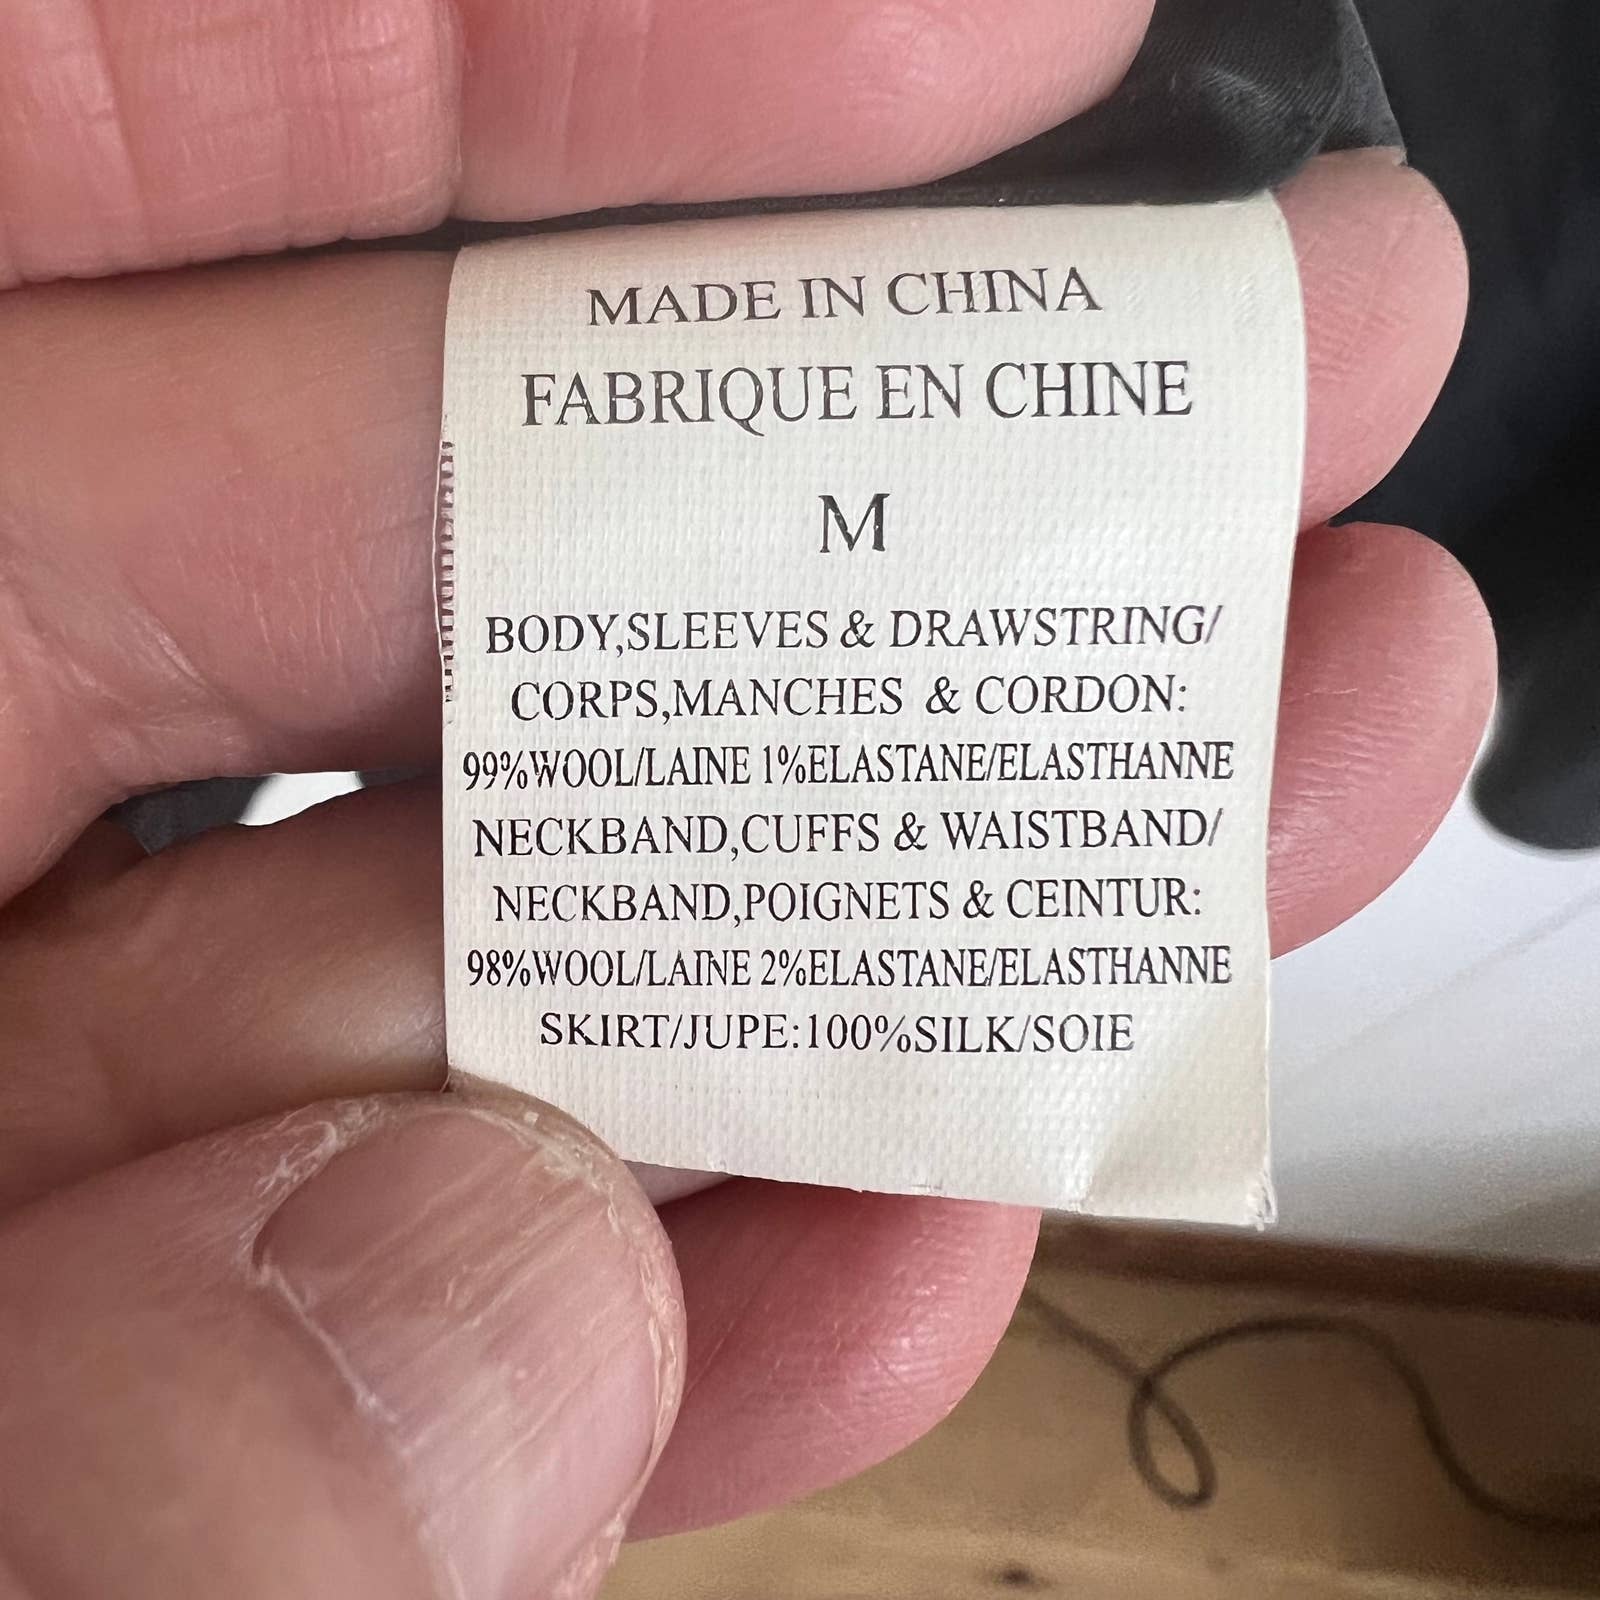 MADE IN CHINA
FABRIQUE EN CHINE
M
BODY,SLEEVES & DRAWSTRING/
CORPS,MANCHES & CORDON:
99%WOOL/LAINE 1%ELASTANE/ELASTHANNE
NECKBAND,CUFFS & WAISTBAND/
NECKBAND,POIGNETS & CEINTUR:
98%WOOL/LAINE 2%ELASTANE/ELASTHANNE
SKIRT/JUPE:100%SILK/SOIE